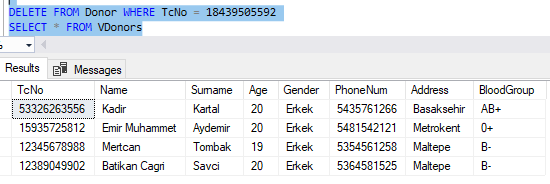 DELETE FROM Donor WHERE TcNo = 18439505592
SELECT * FROM VDonors
Results Messages
TcNo Name Surname Age Gender PhoneNum Address BloodGroup
53326263556 Kadir Kartal 20 Erkek 5435761266 Basaksehir AB+
15935725812 Emir Muhammet Aydemir 20 Erkek 5481542121 Metrokent 0+
12345678988 Mertcan Tombak 19 Erkek 5354561258 Maltepe B-
12389049902 Batikan Cagri Savci 20 Erkek 5364581525 Maltepe B-